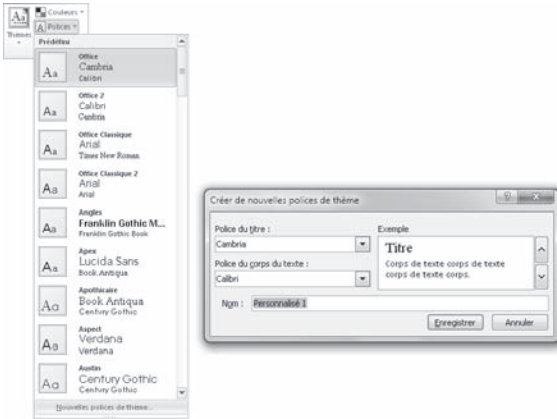 Aa
Thèmes
Couleurs
A Polices
Prédéfini
Aa
Office
Cambria
Calibri
Aa
Office 2
Calibri
Cambria
Aa
Office Classique
Arial
Times New Roman
Aa
Office Classique 2
Arial
Arial
Aa
Angles
Franklin Gothic M...
Franklin Gothic Book
Aa
Apex
Lucida Sans
Book Antiqua
Aa
Apothicaire
Book Antiqua
Century Gothic
Aa
Aspect
Verdana
Verdana
Aa
Austin
Century Gothic
Century Gothic
Nouvelles polices de thème...
Créer de nouvelles polices de thème
Police du titre :
Cambria
Police du corps du texte :
Calibri
Exemple
Titre
Corps de texte corps de texte
corps de texte corps.
Nom : Personnalisé 1
Enregistrer Annuler